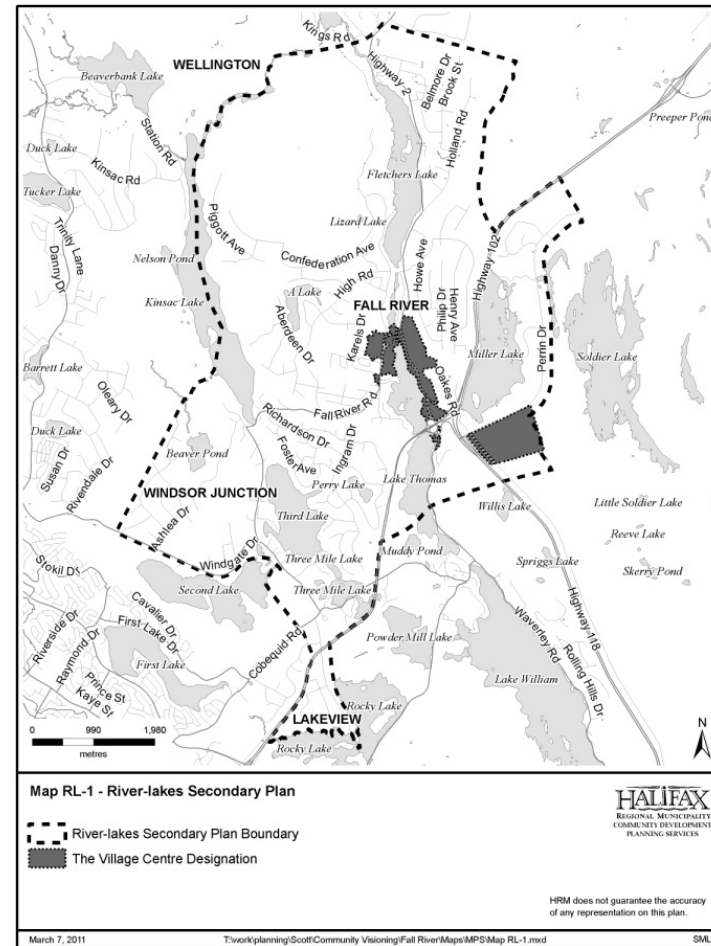 Kings Rd
WELLINGTON
Highway 2
Belmore Dr
Brook St
Beaverbank Lake
Preeper Pond
Station Rd
Holland Rd
Duck Lake
Kinsac Rd
Fletchers Lake
Tucker Lake
Piggott Ave
Lizard Lake
Trinity Lane
Danny Dr
Nelson Pond
Confederation Ave
Howe Ave
Highway 102
High Rd
Kinsac Lake
A Lake
FALL RIVER
Philip Dr
Henry Ave
Aberdeen Dr
Karels Dr
Miller Lake
Perrin Dr
Soldier Lake
Barrett Lake
Oleary Dr
Fall River Rd
Oakes Rd
Duck Lake
Richardson Dr
Susan Dr
Rivendale Dr
Beaver Pond
Foster Ave
Ingram Dr
Perry Lake
Lake Thomas
WINDSOR JUNCTION
Willis Lake
Little Soldier Lake
Ashlea Dr
Third Lake
Reeve Lake
Windgate Dr
Muddy Pond
Stokil Dr
Three Mile Lake
Spriggs Lake
Skerry Pond
Second Lake
Three Mile Lake
Cavalier Dr
First Lake Dr
Riverside Dr
Raymond Dr
Cobequid Rd
Powder Mill Lake
Waverley Rd
Highway 118
First Lake
Rolling Hills Dr
Prince St
Kaye St
Lake William
Rocky Lake
LAKEVIEW
Rocky Lake
N
0 990 1,980
metres
Map RL-1 - River-lakes Secondary Plan
River-lakes Secondary Plan Boundary
The Village Centre Designation
HALIFAX
REGIONAL MUNICIPALITY
COMMUNITY DEVELOPMENT
PLANNING SERVICES
HRM does not guarantee the accuracy
of any representation on this plan.
March 7, 2011
T:\work\planning\Scott\Community Visioning\Fall River\Maps\MPS\Map RL-1.mxd
SML